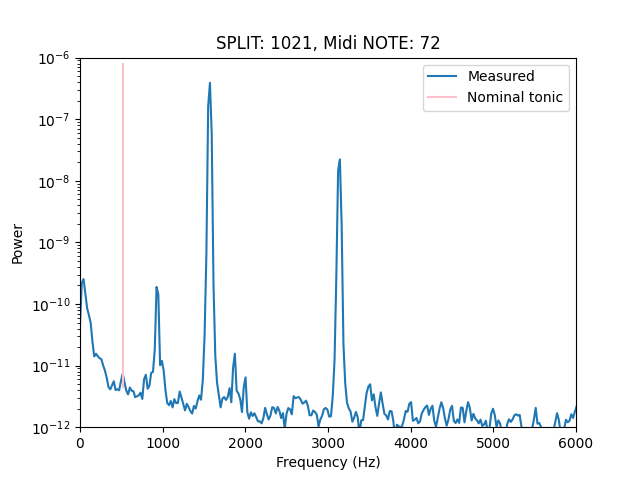 SPLIT: 1021, Midi NOTE: 72
Measured
Nominal tonic
Power
10⁻⁶
10⁻⁷
10⁻⁸
10⁻⁹
10⁻¹⁰
10⁻¹¹
10⁻¹²
0 1000 2000 3000 4000 5000 6000
Frequency (Hz)